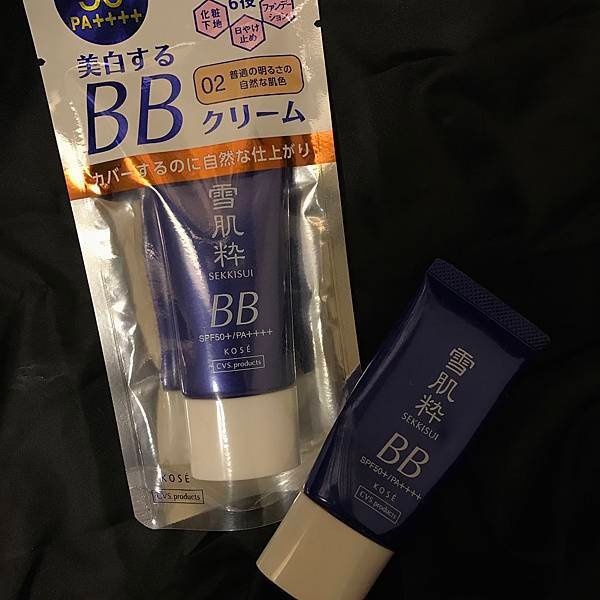 50
PA++++
6役
化粧
下地
日やけ
止め
ファンデー
ション
美白する
BB
クリーム
02 普通の明るさの
自然な肌色
カバーするのに自然な仕上がり
雪肌粋
SEKKISUI
BB
SPF50+/PA++++
KOSÉ
CVS.products
KOSÉ
CVS.products
雪肌粋
SEKKISUI
BB
SPF50+/PA++++
KOSÉ
CVS.products